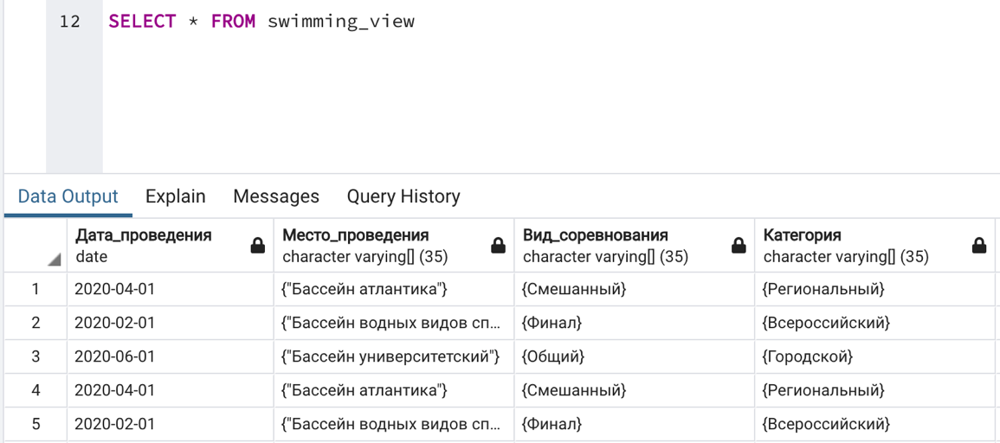 12 SELECT * FROM swimming_view
Data Output Explain Messages Query History
Дата_проведения Место_проведения Вид_соревнования Категория
date character varying[] (35) character varying[] (35) character varying[] (35)
1 2020-04-01 {"Бассейн атлантика"} {Смешанный} {Региональный}
2 2020-02-01 {"Бассейн водных видов сп... {Финал} {Всероссийский}
3 2020-06-01 {"Бассейн университетский"} {Общий} {Городской}
4 2020-04-01 {"Бассейн атлантика"} {Смешанный} {Региональный}
5 2020-02-01 {"Бассейн водных видов сп... {Финал} {Всероссийский}